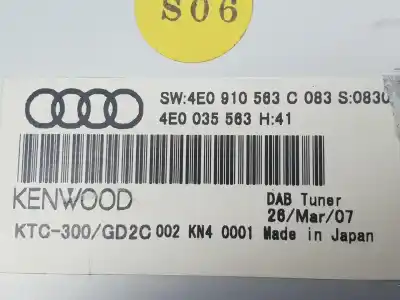 S06
SW:4E0 910 563 C 083 S:0830
4E0 035 563 H:41
KENWOOD
DAB Tuner
26/Mar/07
KTC-300/GD2C 002 KN4 0001 Made in Japan